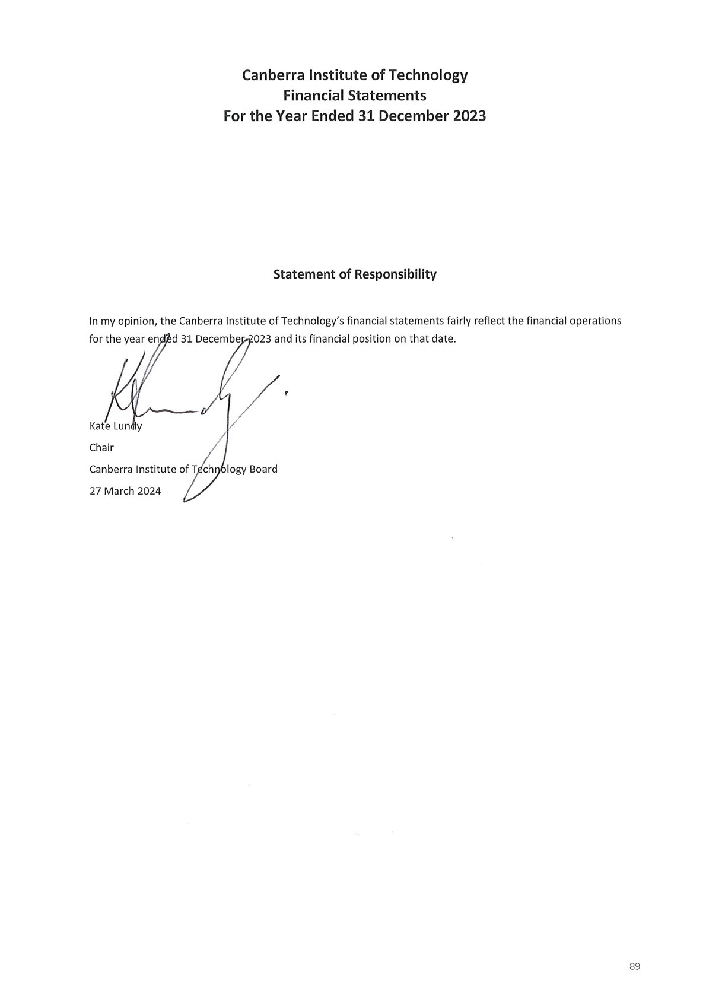 Canberra Institute of Technology
Financial Statements
For the Year Ended 31 December 2023
Statement of Responsibility
In my opinion, the Canberra Institute of Technology’s financial statements fairly reflect the financial operations
for the year ended 31 December 2023 and its financial position on that date.
Kate Lundy
Chair
Canberra Institute of Technology Board
27 March 2024
89